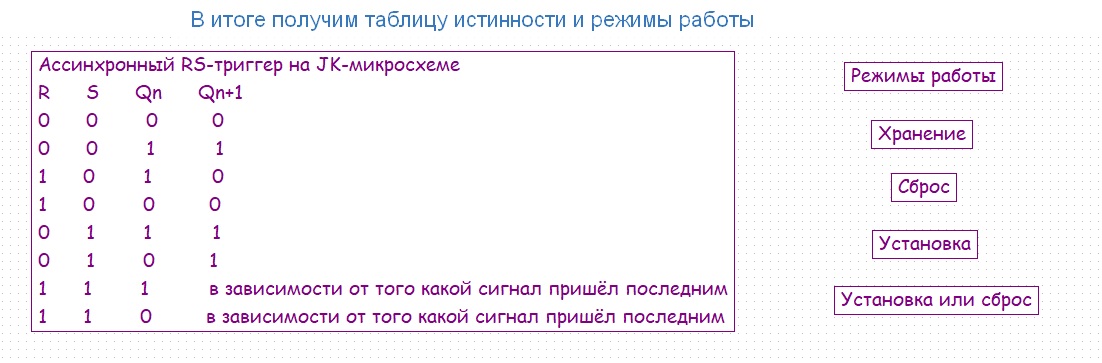 В итоге получим таблицу истинности и режимы работы
Ассинхронный RS-триггер на JK-микросхеме
R S Qn Qn+1
0 0 0 0
0 0 1 1
1 0 1 0
1 0 0 0
0 1 1 1
0 1 0 1
1 1 1 в зависимости от того какой сигнал пришёл последним
1 1 0 в зависимости от того какой сигнал пришёл последним
Режимы работы
Хранение
Сброс
Установка
Установка или сброс